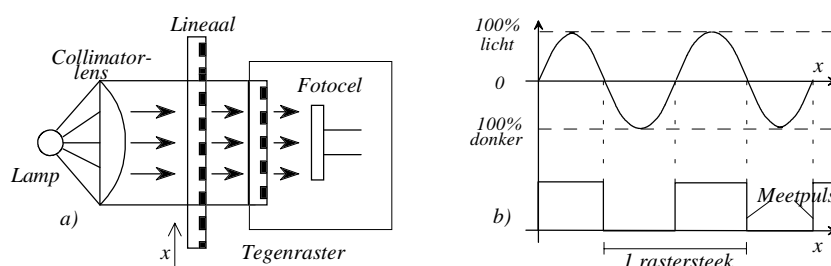 Lineaal
Collimator-
lens
Fotocel
Lamp
a)
x
Tegenraster
100%
licht
x
0
100%
donker
Meetpuls
b)
x
1 rastersteek